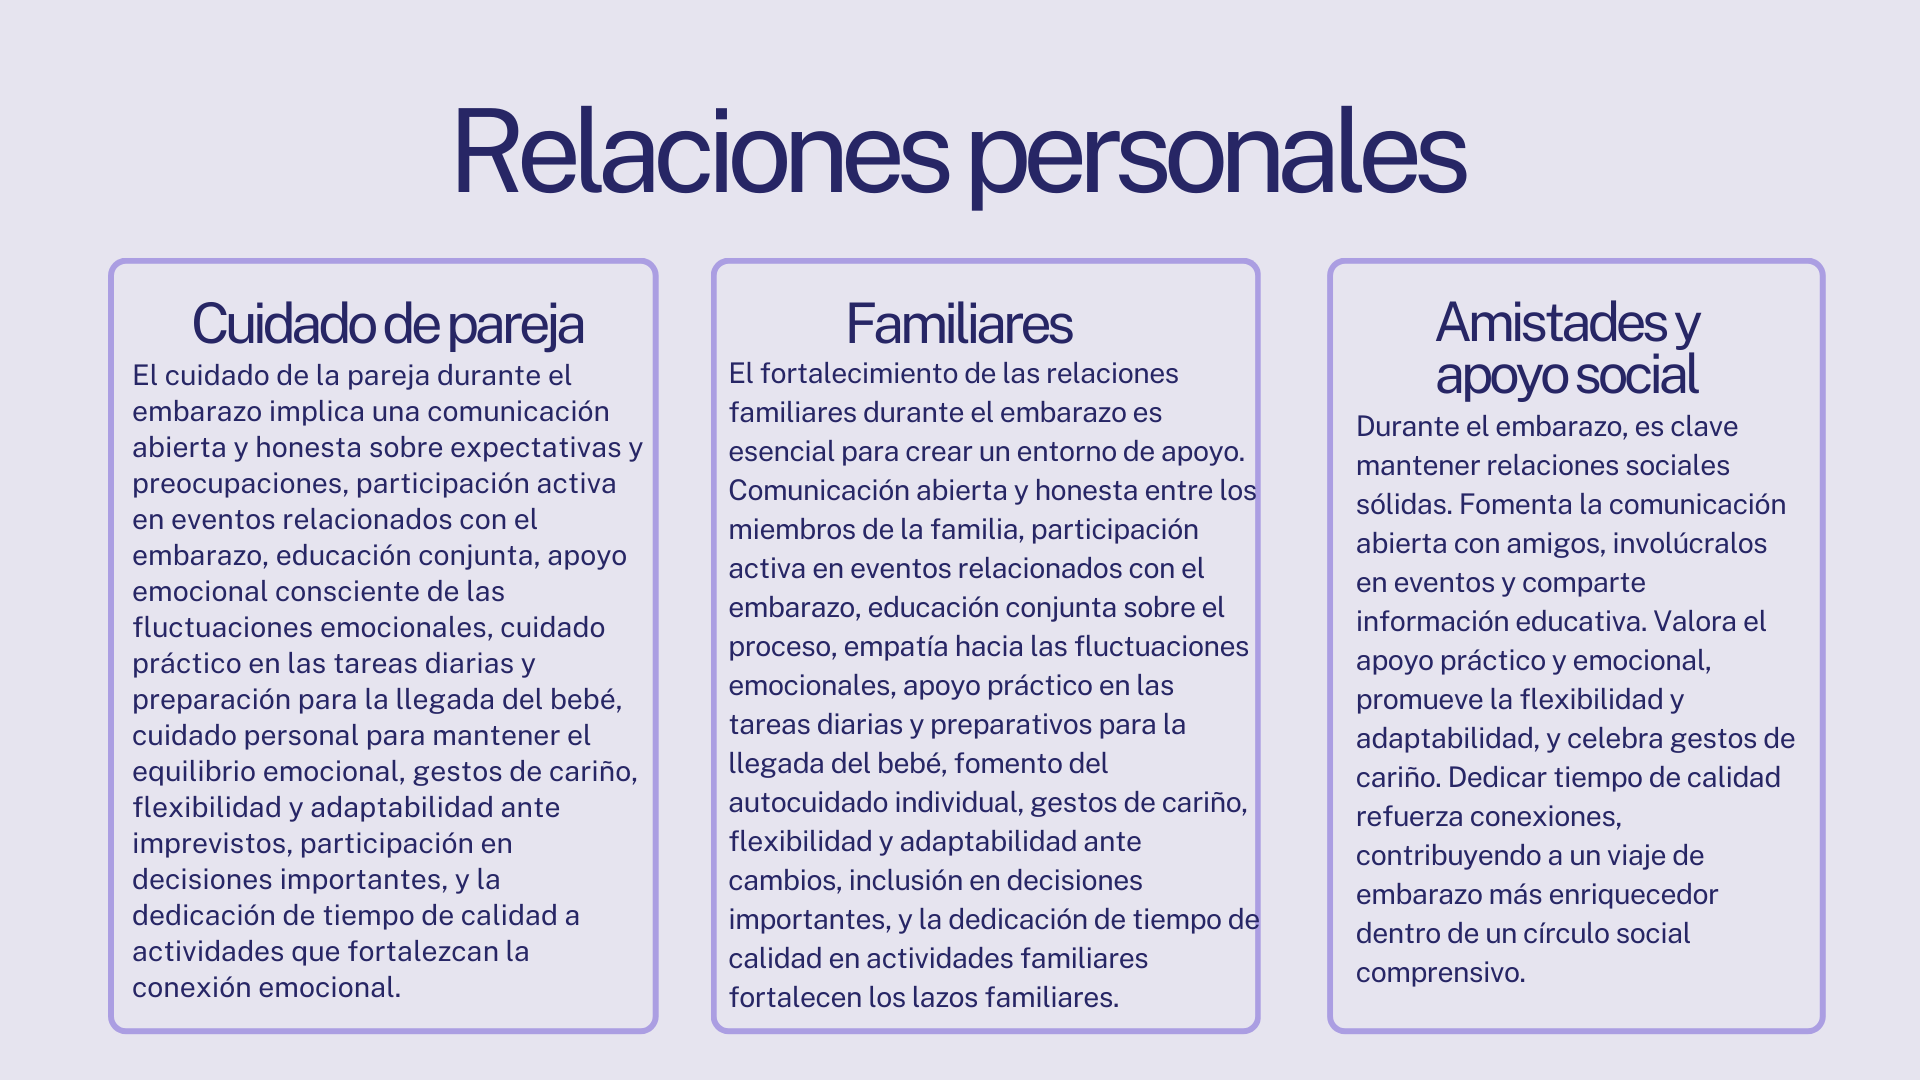 Relaciones personales
Cuidado de pareja
El cuidado de la pareja durante el
embarazo implica una comunicación
abierta y honesta sobre expectativas y
preocupaciones, participación activa
en eventos relacionados con el
embarazo, educación conjunta, apoyo
emocional consciente de las
fluctuaciones emocionales, cuidado
práctico en las tareas diarias y
preparación para la llegada del bebé,
cuidado personal para mantener el
equilibrio emocional, gestos de cariño,
flexibilidad y adaptabilidad ante
imprevistos, participación en
decisiones importantes, y la
dedicación de tiempo de calidad a
actividades que fortalezcan la
conexión emocional.
Familiares
El fortalecimiento de las relaciones
familiares durante el embarazo es
esencial para crear un entorno de apoyo.
Comunicación abierta y honesta entre los
miembros de la familia, participación
activa en eventos relacionados con el
embarazo, educación conjunta sobre el
proceso, empatía hacia las fluctuaciones
emocionales, apoyo práctico en las
tareas diarias y preparativos para la
llegada del bebé, fomento del
autocuidado individual, gestos de cariño,
flexibilidad y adaptabilidad ante
cambios, inclusión en decisiones
importantes, y la dedicación de tiempo de
calidad en actividades familiares
fortalecen los lazos familiares.
Amistades y
apoyo social
Durante el embarazo, es clave
mantener relaciones sociales
sólidas. Fomenta la comunicación
abierta con amigos, involúcralos
en eventos y comparte
información educativa. Valora el
apoyo práctico y emocional,
promueve la flexibilidad y
adaptabilidad, y celebra gestos de
cariño. Dedicar tiempo de calidad
refuerza conexiones,
contribuyendo a un viaje de
embarazo más enriquecedor
dentro de un círculo social
comprensivo.